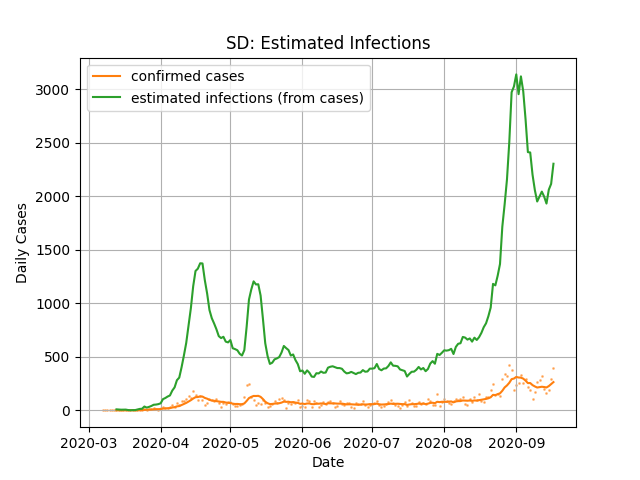 SD: Estimated Infections
confirmed cases
estimated infections (from cases)
3000
2500
2000
1500
1000
500
0
Daily Cases
2020-03 2020-04 2020-05 2020-06 2020-07 2020-08 2020-09
Date